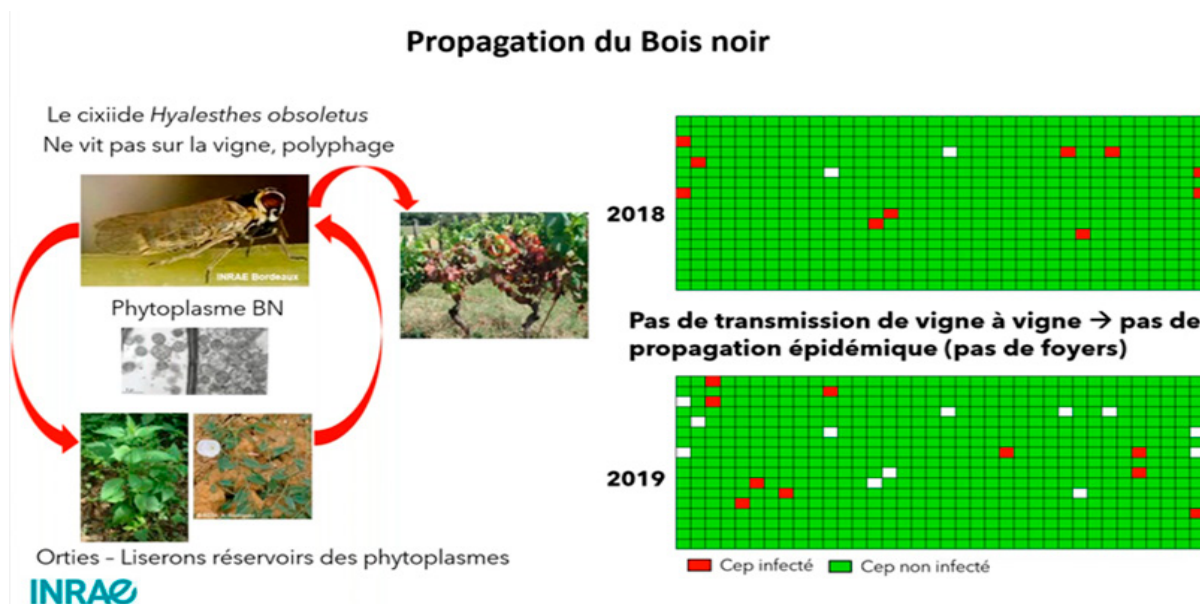 Propagation du Bois noir
Le cixiide Hyalesthes obsoletus
Ne vit pas sur la vigne, polyphage
INRAE Bordeaux
Phytoplasme BN
Orties – Liserons réservoirs des phytoplasmes
INRAE
2018
Pas de transmission de vigne à vigne → pas de
propagation épidémique (pas de foyers)
2019
Cep infecté
Cep non infecté